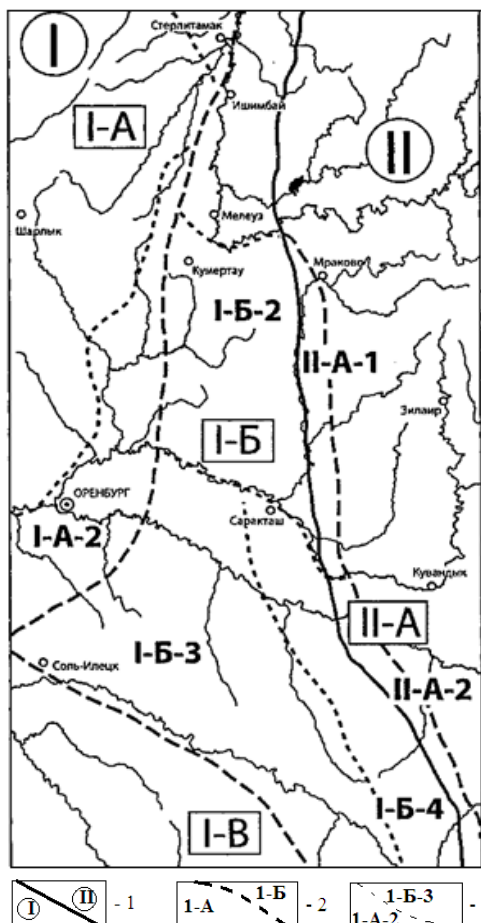 I
Стерлитамак
Ишимбай
I-А
II
Шарлык
Мелеуз
Кумертау
Мраково
I-Б-2
II-А-1
Зилаир
I-Б
ОРЕНБУРГ
Саракташ
I-А-2
Кувандык
II-А
I-Б-3
Соль-Илецк
II-А-2
I-Б-4
I-В
I II - 1
1-А 1-Б - 2
1-Б-3 1-А-2 -